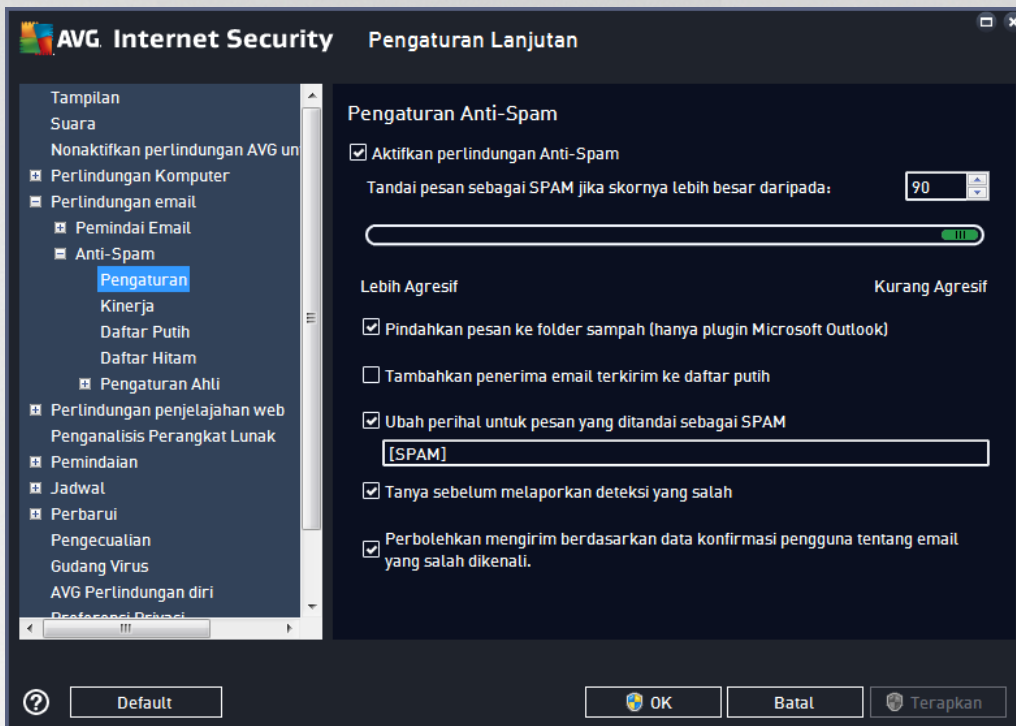 AVG Internet Security
Pengaturan Lanjutan
Tampilan
Suara
Nonaktifkan perlindungan AVG un
Perlindungan Komputer
Perlindungan email
Pemindai Email
Anti-Spam
Pengaturan
Kinerja
Daftar Putih
Daftar Hitam
Pengaturan Ahli
Perlindungan penjelajahan web
Penganalisis Perangkat Lunak
Pemindaian
Jadwal
Perbarui
Pengecualian
Gudang Virus
AVG Perlindungan diri
Preferensi Privasi
Pengaturan Anti-Spam
Aktifkan perlindungan Anti-Spam
Tandai pesan sebagai SPAM jika skornya lebih besar daripada: 90
Lebih Agresif Kurang Agresif
Pindahkan pesan ke folder sampah (hanya plugin Microsoft Outlook)
Tambahkan penerima email terkirim ke daftar putih
Ubah perihal untuk pesan yang ditandai sebagai SPAM
[SPAM]
Tanya sebelum melaporkan deteksi yang salah
Perbolehkan mengirim berdasarkan data konfirmasi pengguna tentang email
yang salah dikenali.
? Default OK Batal Terapkan